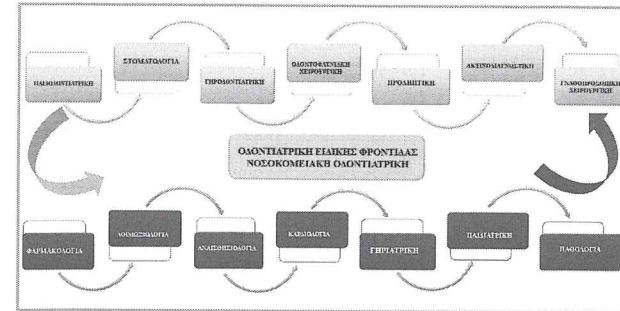 ΠΑΙΔΟΔΟΝΤΙΑΤΡΙΚΗ
ΣΤΟΜΑΤΟΛΟΓΙΑ
ΓΗΡΟΔΟΝΤΙΑΤΡΙΚΗ
ΟΔΟΝΤΟΦΑΤΝΙΑΚΗ
ΧΕΙΡΟΥΡΓΙΚΗ
ΠΡΟΛΗΠΤΙΚΗ
ΑΚΤΙΝΟΔΙΑΓΝΩΣΤΙΚΗ
ΓΝΑΘΟΠΡΟΣΩΠΙΚΗ
ΧΕΙΡΟΥΡΓΙΚΗ
ΟΔΟΝΤΙΑΤΡΙΚΗ ΕΙΔΙΚΗΣ ΦΡΟΝΤΙΔΑΣ
ΝΟΣΟΚΟΜΕΙΑΚΗ ΟΔΟΝΤΙΑΤΡΙΚΗ
ΦΑΡΜΑΚΟΛΟΓΙΑ
ΛΟΙΜΩΞΙΟΛΟΓΙΑ
ΑΝΑΙΣΘΗΣΙΟΛΟΓΙΑ
ΚΑΡΔΙΟΛΟΓΙΑ
ΓΗΡΙΑΤΡΙΚΗ
ΠΑΙΔΙΑΤΡΙΚΗ
ΠΑΘΟΛΟΓΙΑ